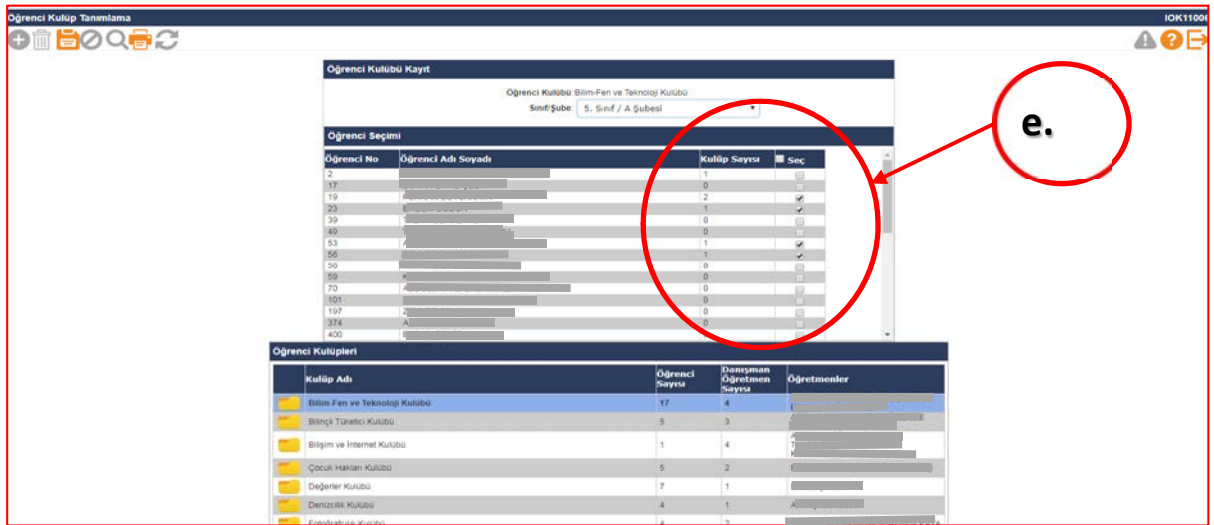 Öğrenci Kulüp Tanımlama IOK1100
Öğrenci Kulübü Kayıt
Öğrenci Kulübü: Bilim-Fen ve Teknoloji Kulübü
Sınıf/Şube: 5. Sınıf / A Şubesi
e.
Öğrenci Seçimi
Öğrenci No Öğrenci Adı Soyadı Kulüp Sayısı Seç
2 1
17 0
19 2
23 1
39 0
49 0
53 1
56 1
0
59 0
70 0
101 0
197 0
374 0
400
Öğrenci Kulüpleri
Kulüp Adı Öğrenci Sayısı Danışman Öğretmen Sayısı Öğretmenler
Bilim-Fen ve Teknoloji Kulübü 17 4
Bilinçli Tüketici Kulübü 5 3
Bilişim ve İnternet Kulübü 1 4
Çocuk Hakları Kulübü 5 2
Değerler Kulübü 7 1
Denizcilik Kulübü 4 1
Fotoğrafçılık Kulübü 4 2